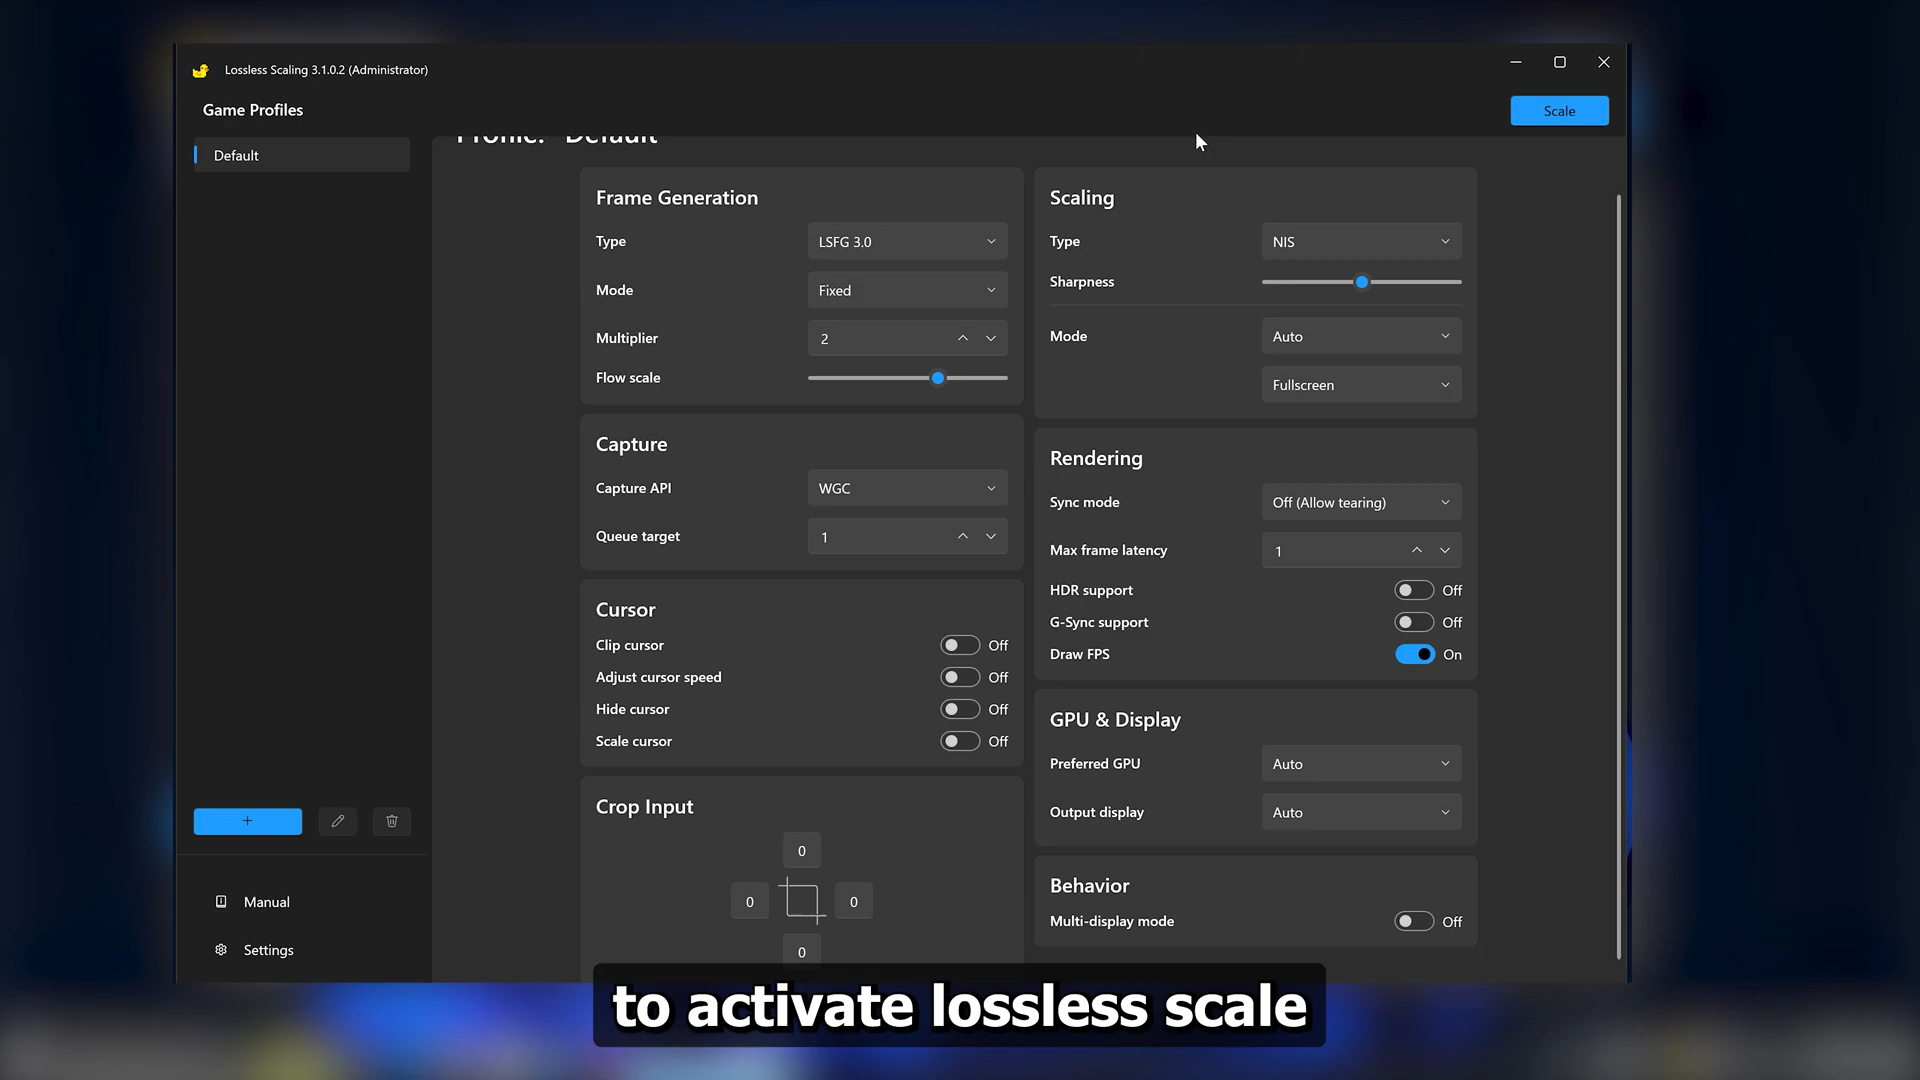 Lossless Scaling 3.1.0.2 (Administrator)
Game Profiles
Scale
Default
Profile: "Default"
Frame Generation
Type
LSFG 3.0
Mode
Fixed
Multiplier
2
Flow scale
Capture
Capture API
WGC
Queue target
1
Cursor
Clip cursor
Off
Adjust cursor speed
Off
Hide cursor
Off
Scale cursor
Off
Crop Input
0
0
0
0
Scaling
Type
NIS
Sharpness
Mode
Auto
Fullscreen
Rendering
Sync mode
Off (Allow tearing)
Max frame latency
1
HDR support
Off
G-Sync support
Off
Draw FPS
On
GPU & Display
Preferred GPU
Auto
Output display
Auto
Behavior
Multi-display mode
Off
Manual
Settings
to activate lossless scale